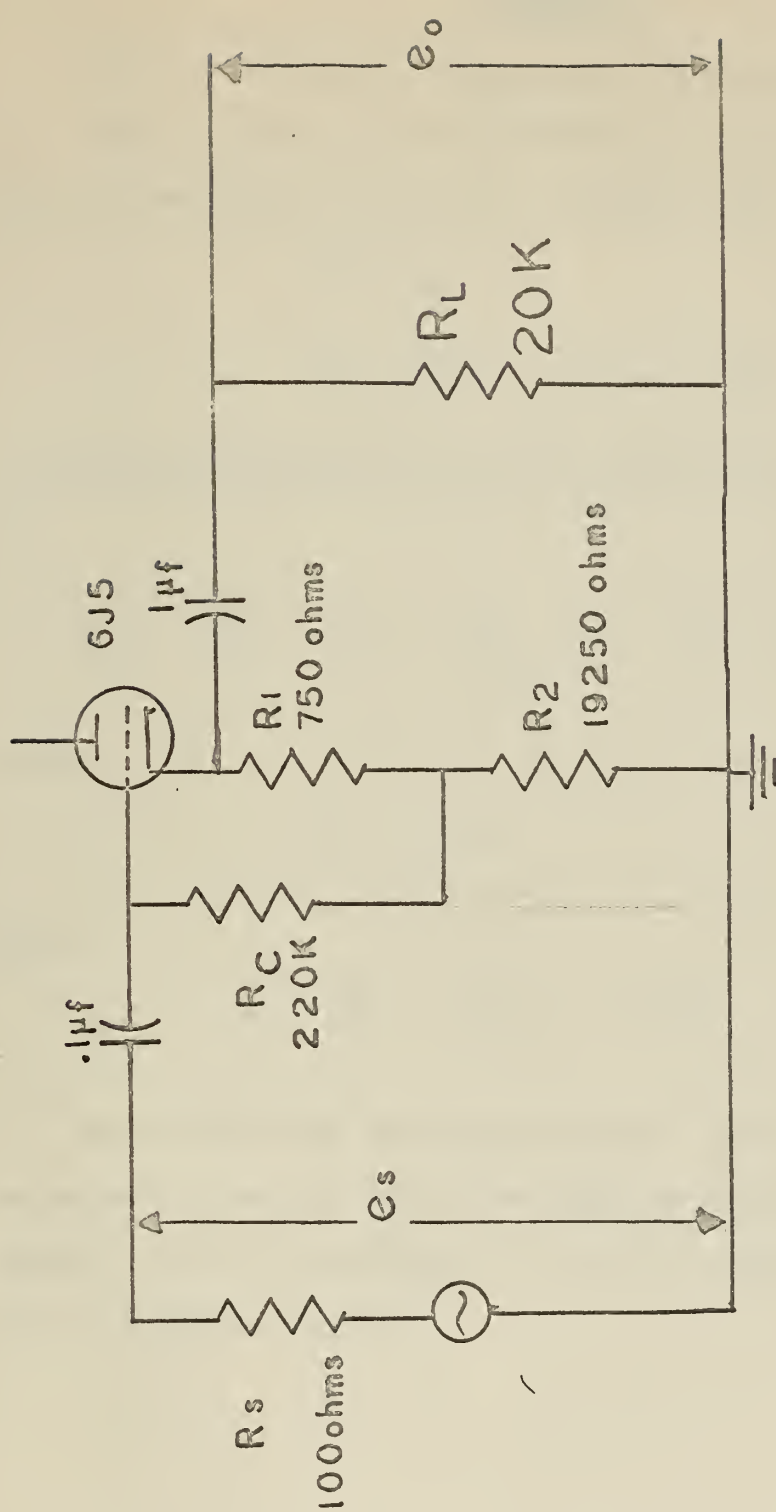 6J5
.1µf
1µf
RC
220K
R1
750 ohms
R2
19250 ohms
RL
20K
Rs
100ohms
es
eo